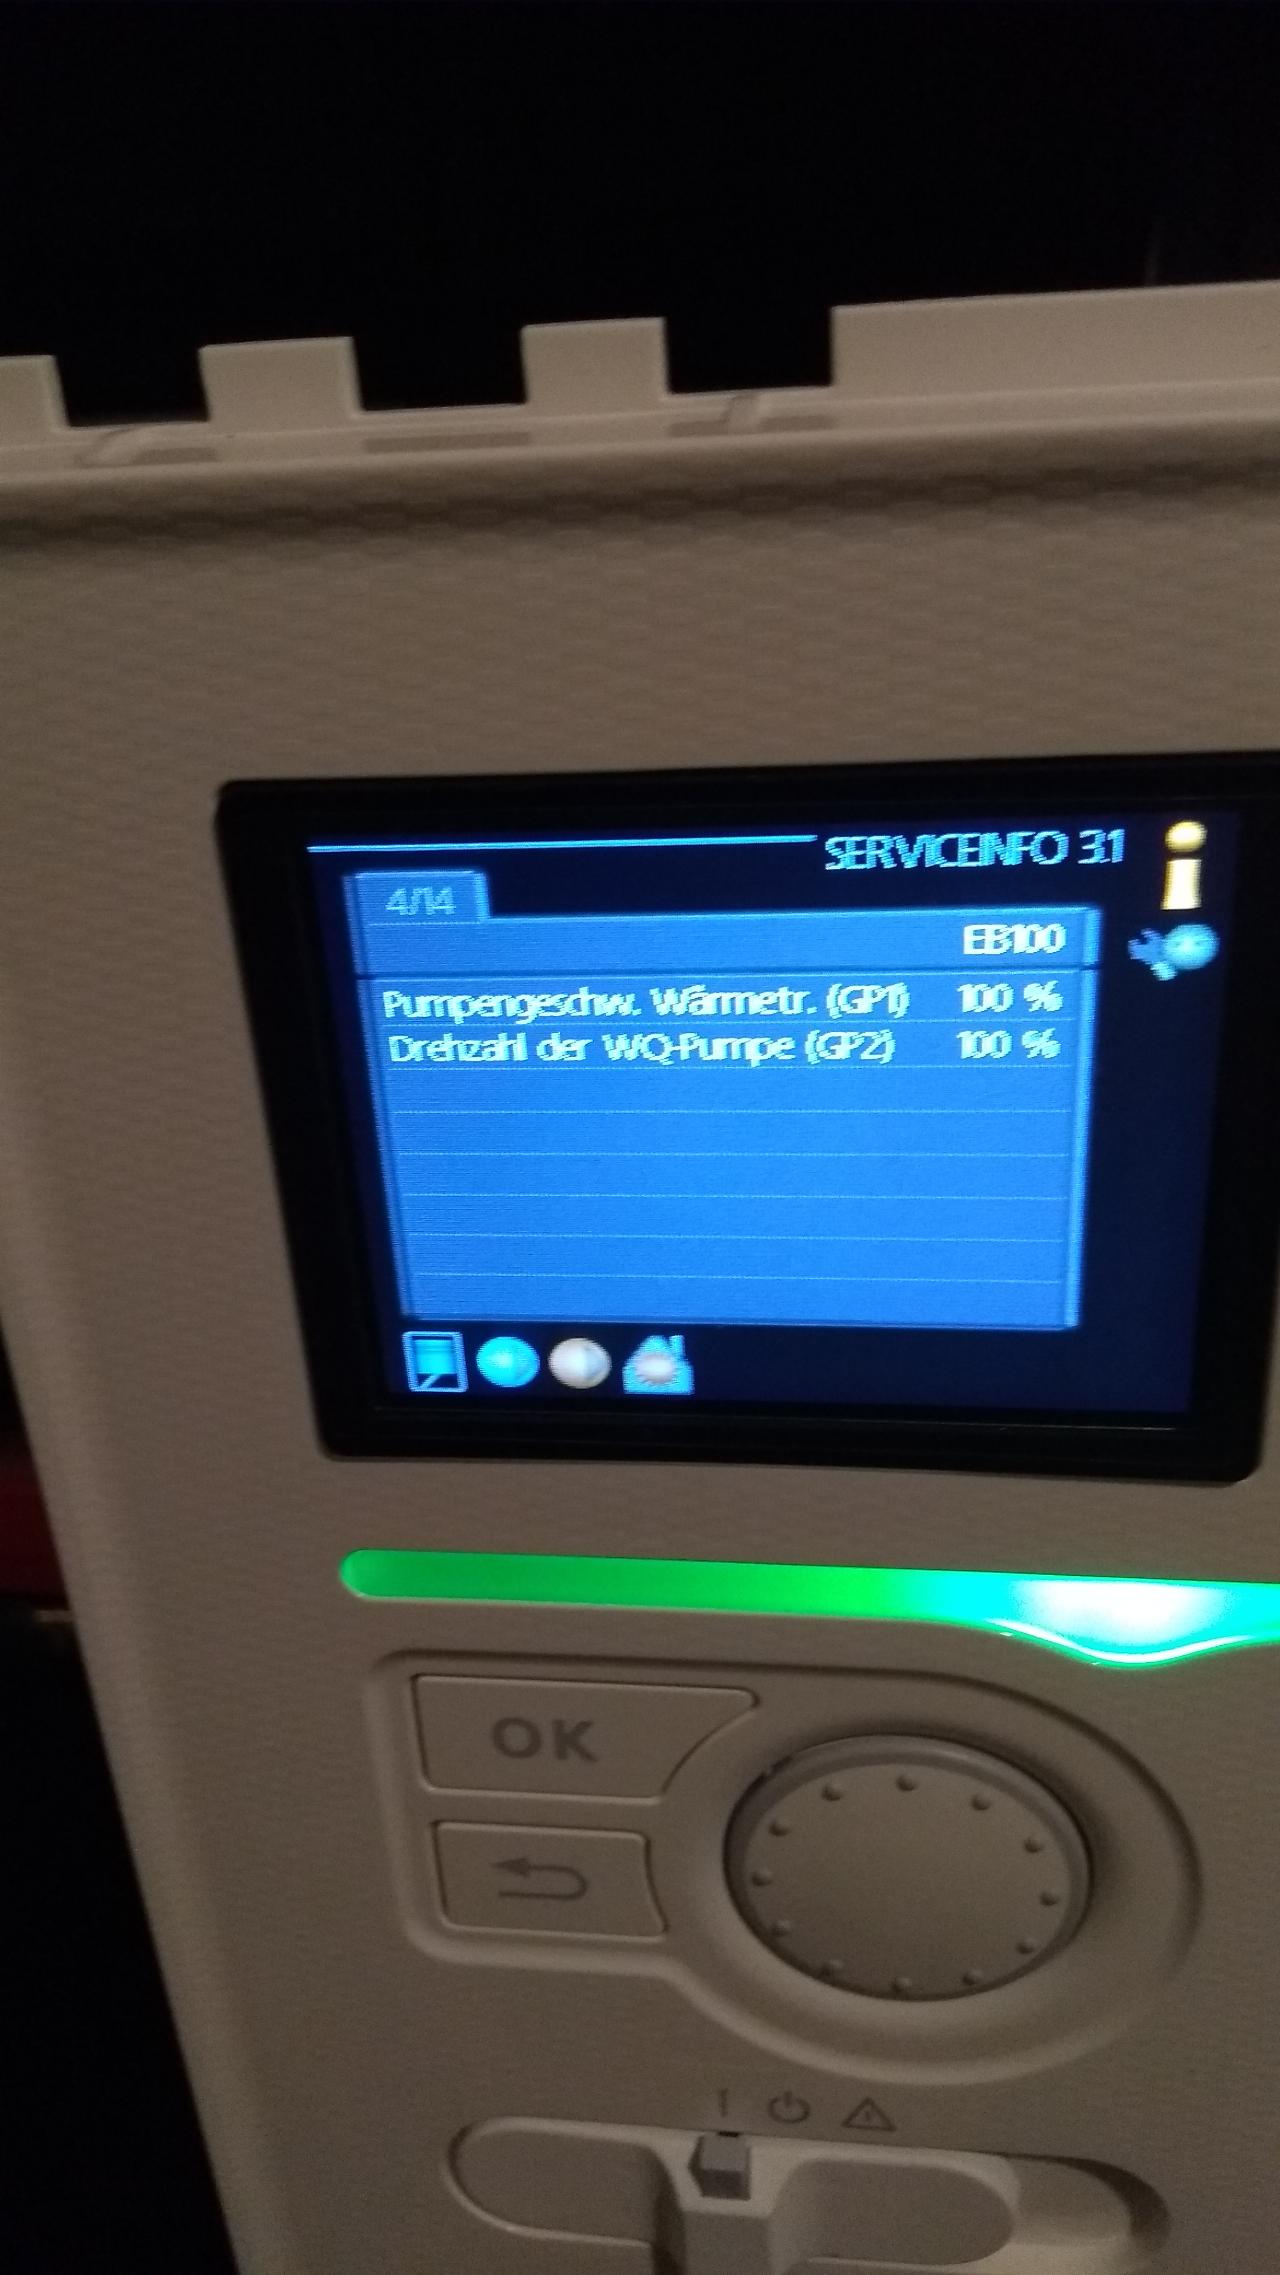 SERVICEINFO 3.1
4/14
EB100
Pumpengeschw. Wärmetr. (GP1) 100 %
Drehzahl der WQ-Pumpe (GP2) 100 %
OK